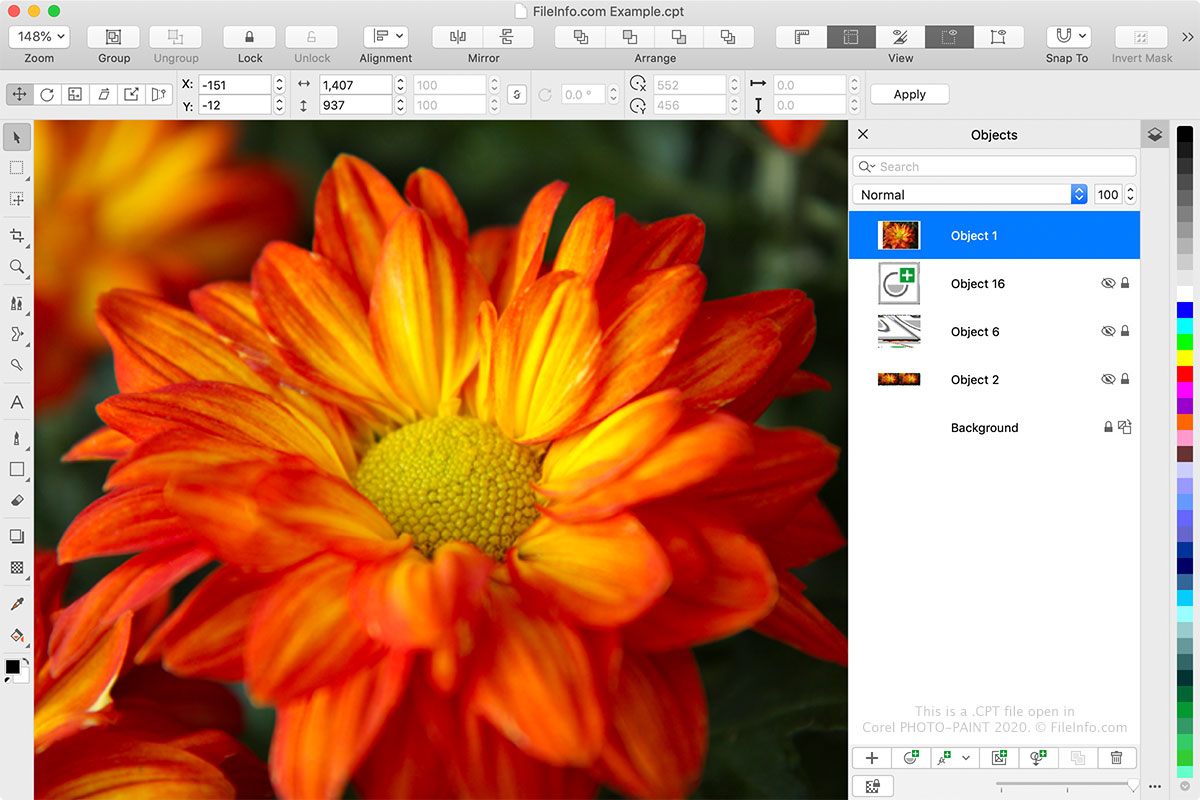 FileInfo.com Example.cpt
148%
Zoom
Group
Ungroup
Lock
Unlock
Alignment
Mirror
Arrange
View
Snap To
Invert Mask
X: -151 1,407 100 0.0 ° 552 0.0 Apply
Y: -12 937 100 456 0.0
Objects
Search
Normal 100
Object 1
Object 16
Object 6
Object 2
Background
A
This is a .CPT file open in
Corel PHOTO-PAINT 2020. © FileInfo.com